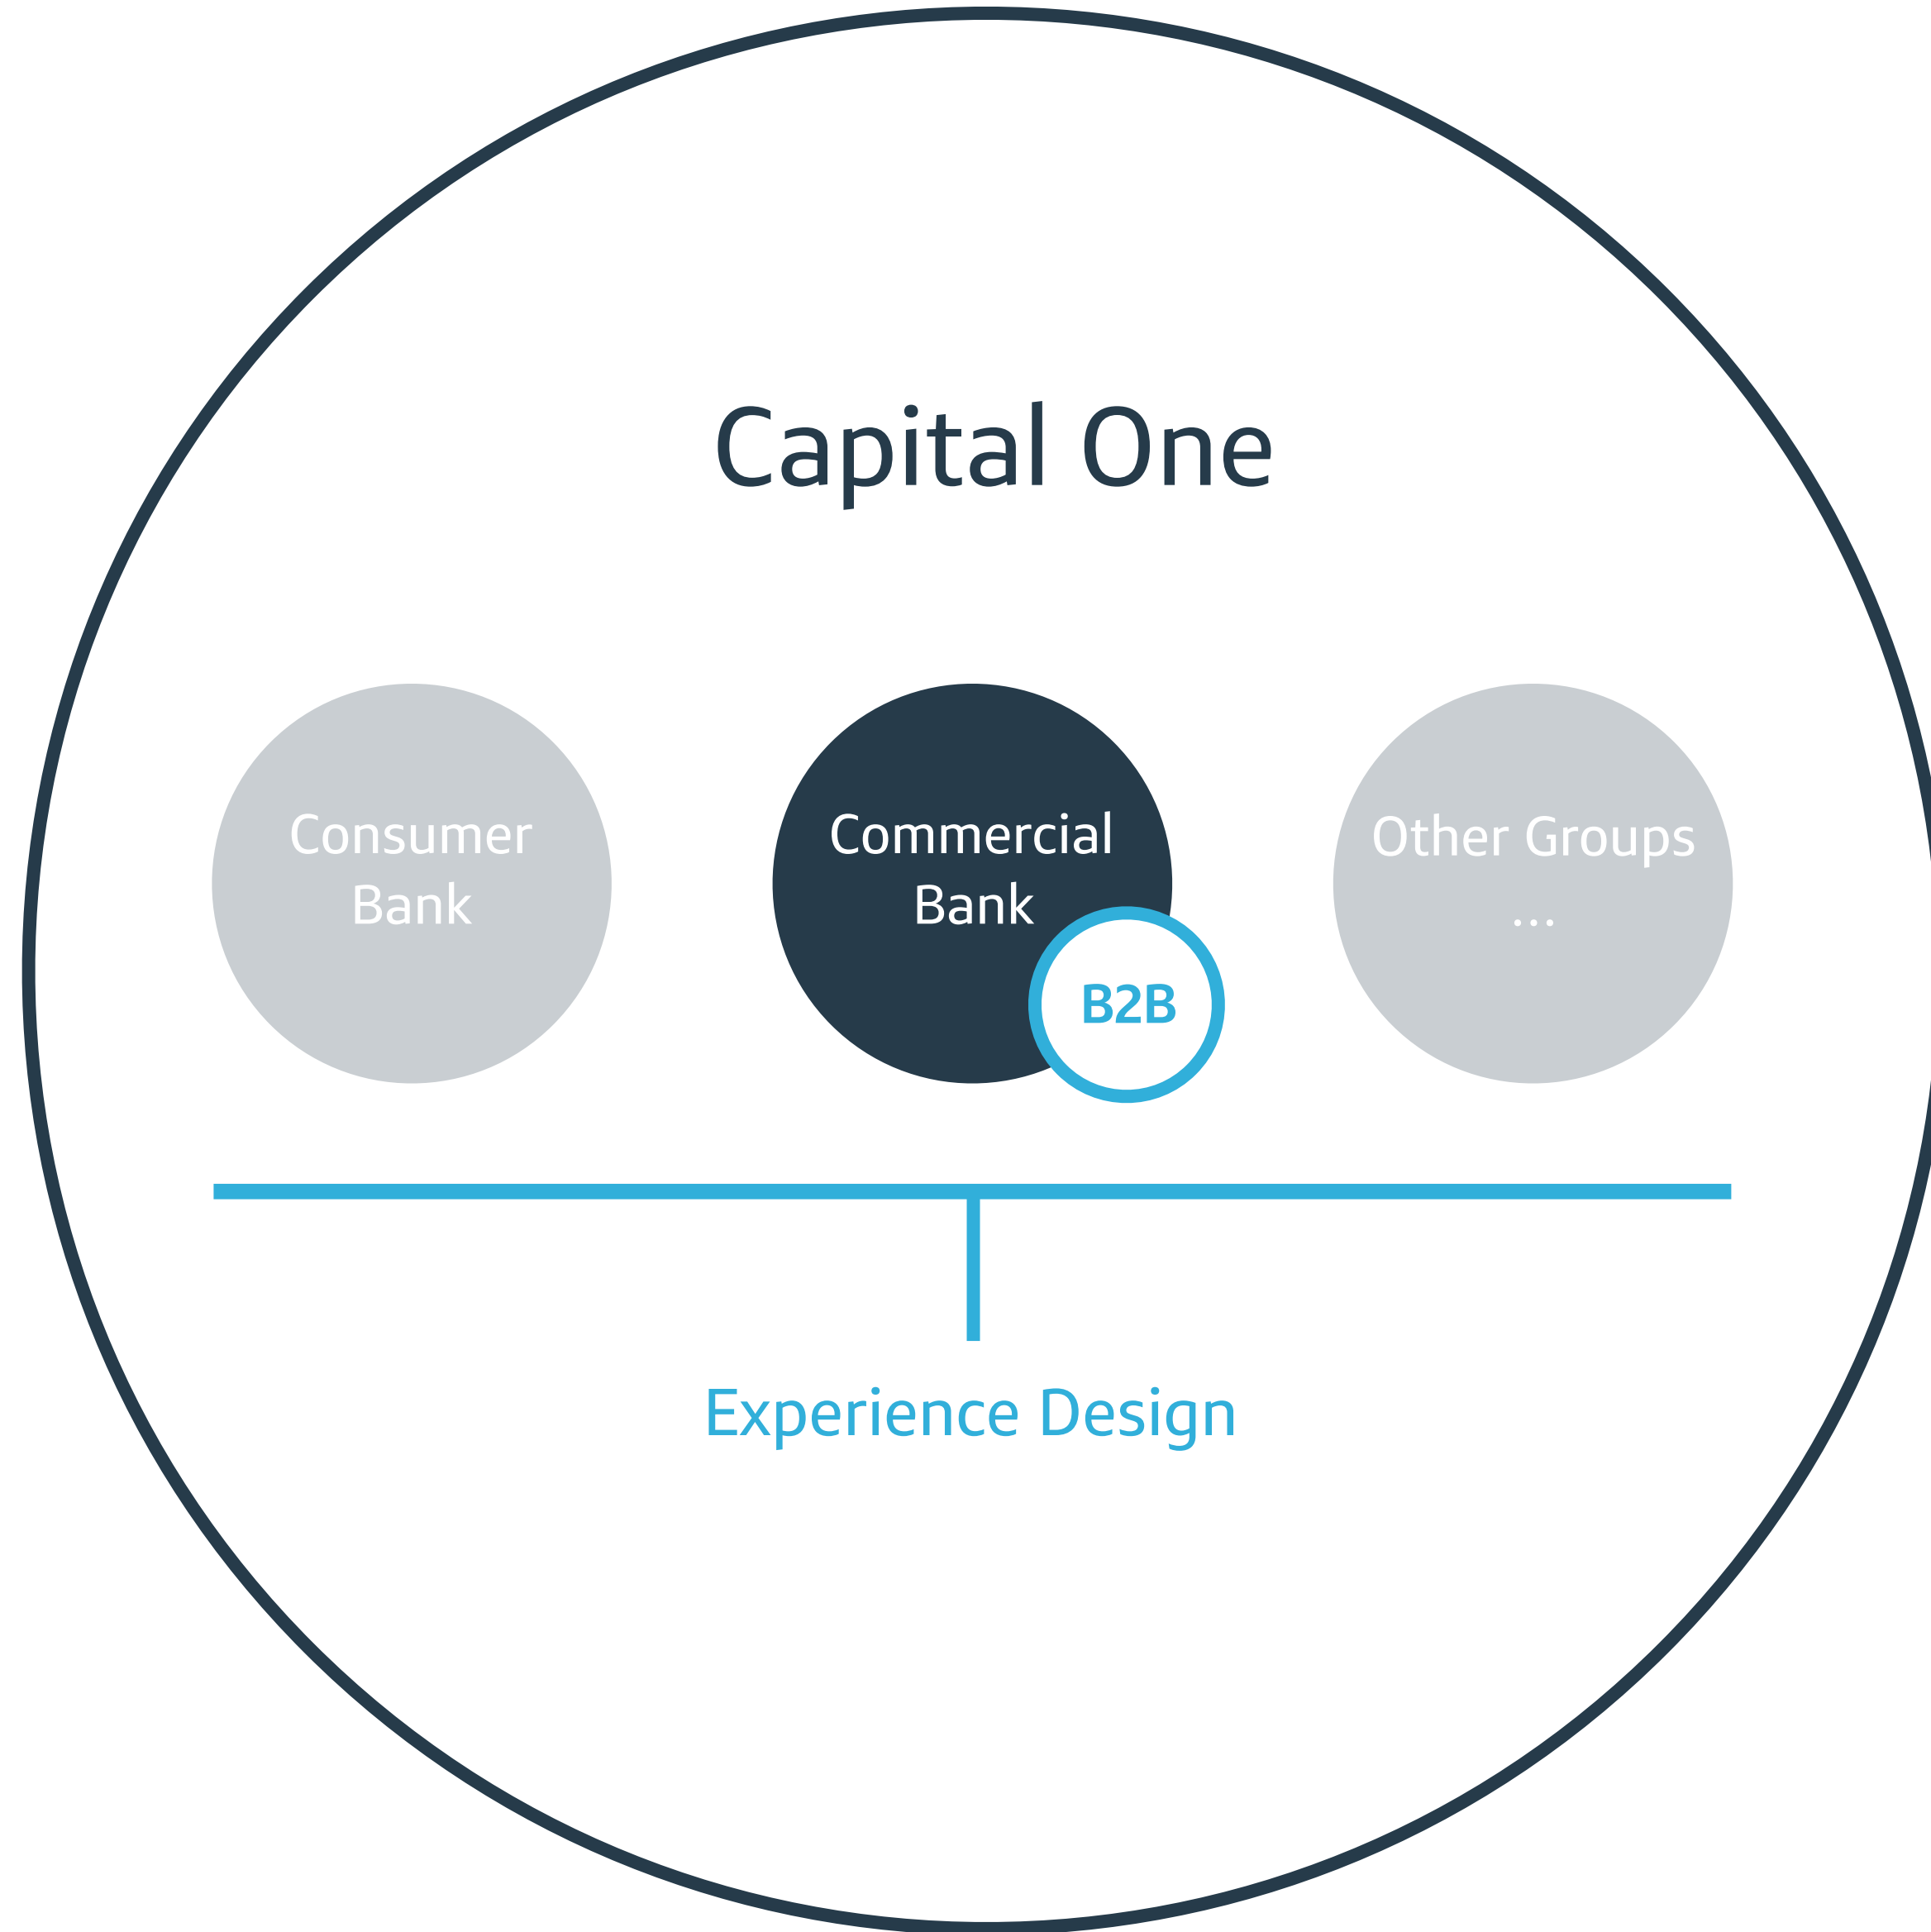 Capital One
Consumer
Bank
Commercial
Bank
B2B
Other Groups
...
Experience Design